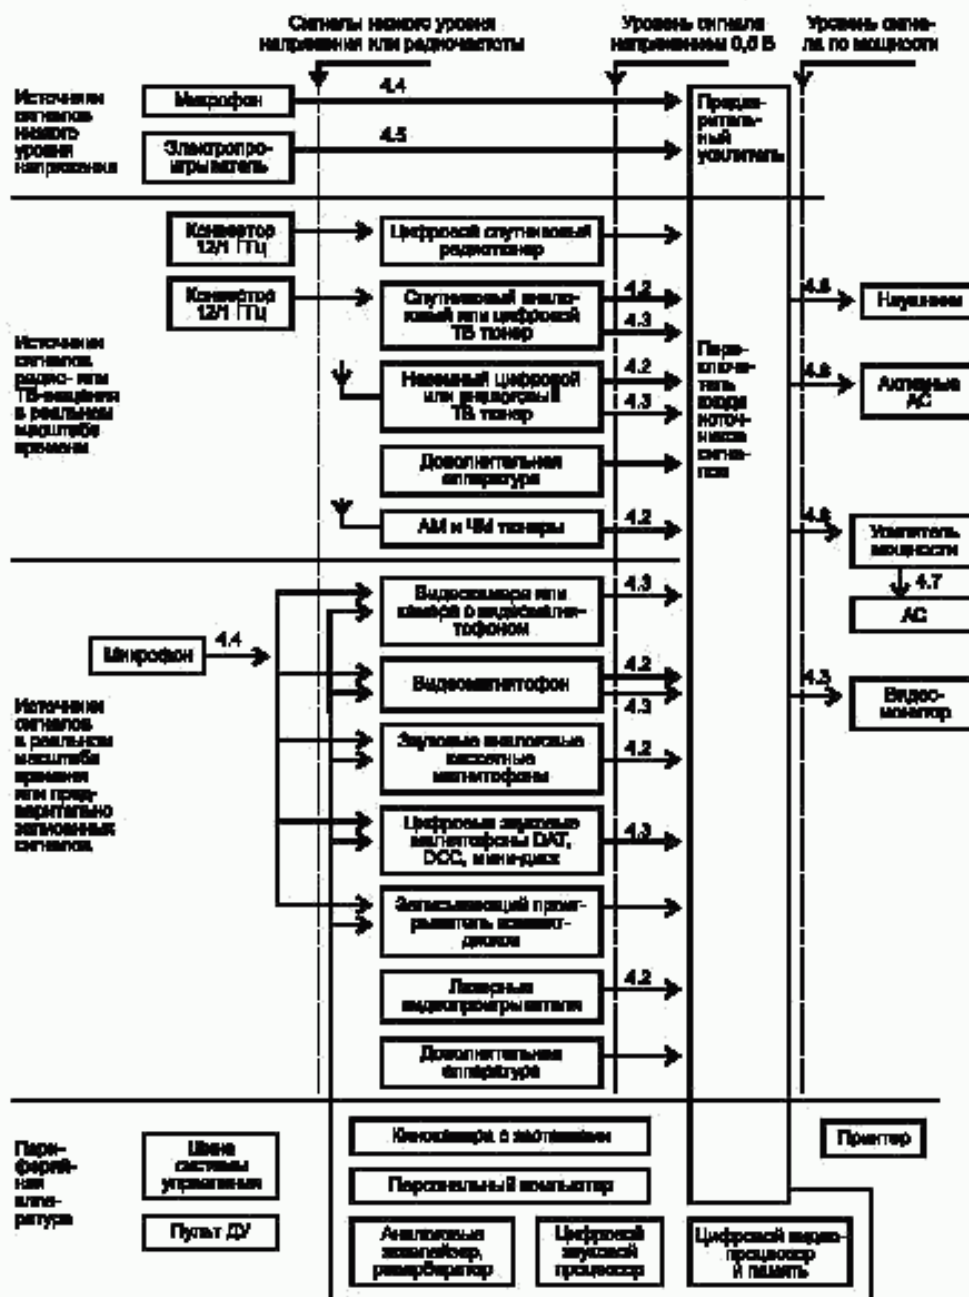 Сигналы низкого уровня
напряжения или радиочастоты
Уровень сигнала
напряжением 0,5 В
Уровень сигна-
ла по мощности
Источники
сигналов
низкого
уровня
напряжения
Микрофон
4.4
Электропро-
игрыватель
4.5
Предва-
ритель-
ный
усилитель
Источники
сигналов
радио- или
ТВ-вещания
в реальном
масштабе
времени
Конвертор
12/1 ГГц
Цифровой спутниковый
радиотюнер
Конвертор
12/1 ГГц
Спутниковый анало-
говый или цифровой
ТВ тюнер
4.2
4.3
Наземный цифровой
или аналоговый
ТВ тюнер
4.2
4.3
Дополнительная
аппаратура
АМ и ЧМ тюнеры
4.2
Пере-
ключа-
тель
входа
источ-
ников
сигна-
лов
4.6
Наушники
4.6
Активные
АС
4.6
Усилитель
мощности
4.7
АС
4.3
Видео-
монитор
Источники
сигналов
в реальном
масштабе
времени
или пред-
варительно
записанных
сигналов
Микрофон
4.4
Видеокамера или
камера с видеомагни-
тофоном
4.3
Видеомагнитофон
4.2
4.3
Звуковые аналоговые
кассетные
магнитофоны
4.2
Цифровые звуковые
магнитофоны DAT,
DCC, мини-диск
4.3
Записывающий проиг-
рыватель компакт-
дисков
Лазерные
видеопроигрыватели
4.2
Дополнительная
аппаратура
Пери-
ферий-
ная
аппа-
ратура
Шина
системы
управления
Пульт ДУ
Кинокамера с
Персональный компьютер
Аналоговые
эквалайзер,
ревербератор
Цифровой
звуковой
процессор
Цифровой видео-
процессор
и память
Принтер